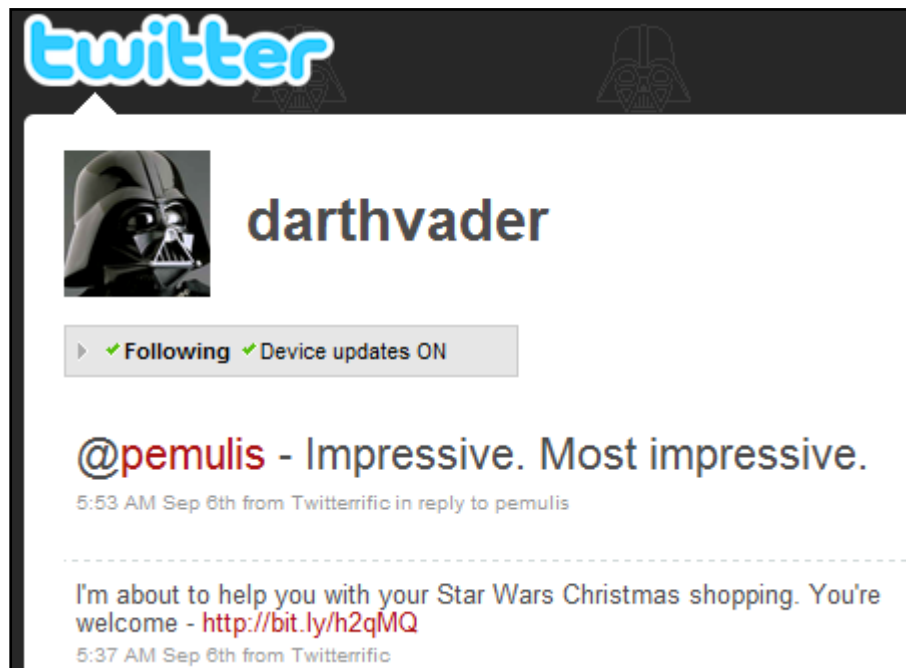 twitter
darthvader
Following Device updates ON
@pemulis - Impressive. Most impressive.
5:53 AM Sep 6th from Twitterrific in reply to pemulis
I'm about to help you with your Star Wars Christmas shopping. You're
welcome - http://bit.ly/h2qMQ
5:37 AM Sep 6th from Twitterrific